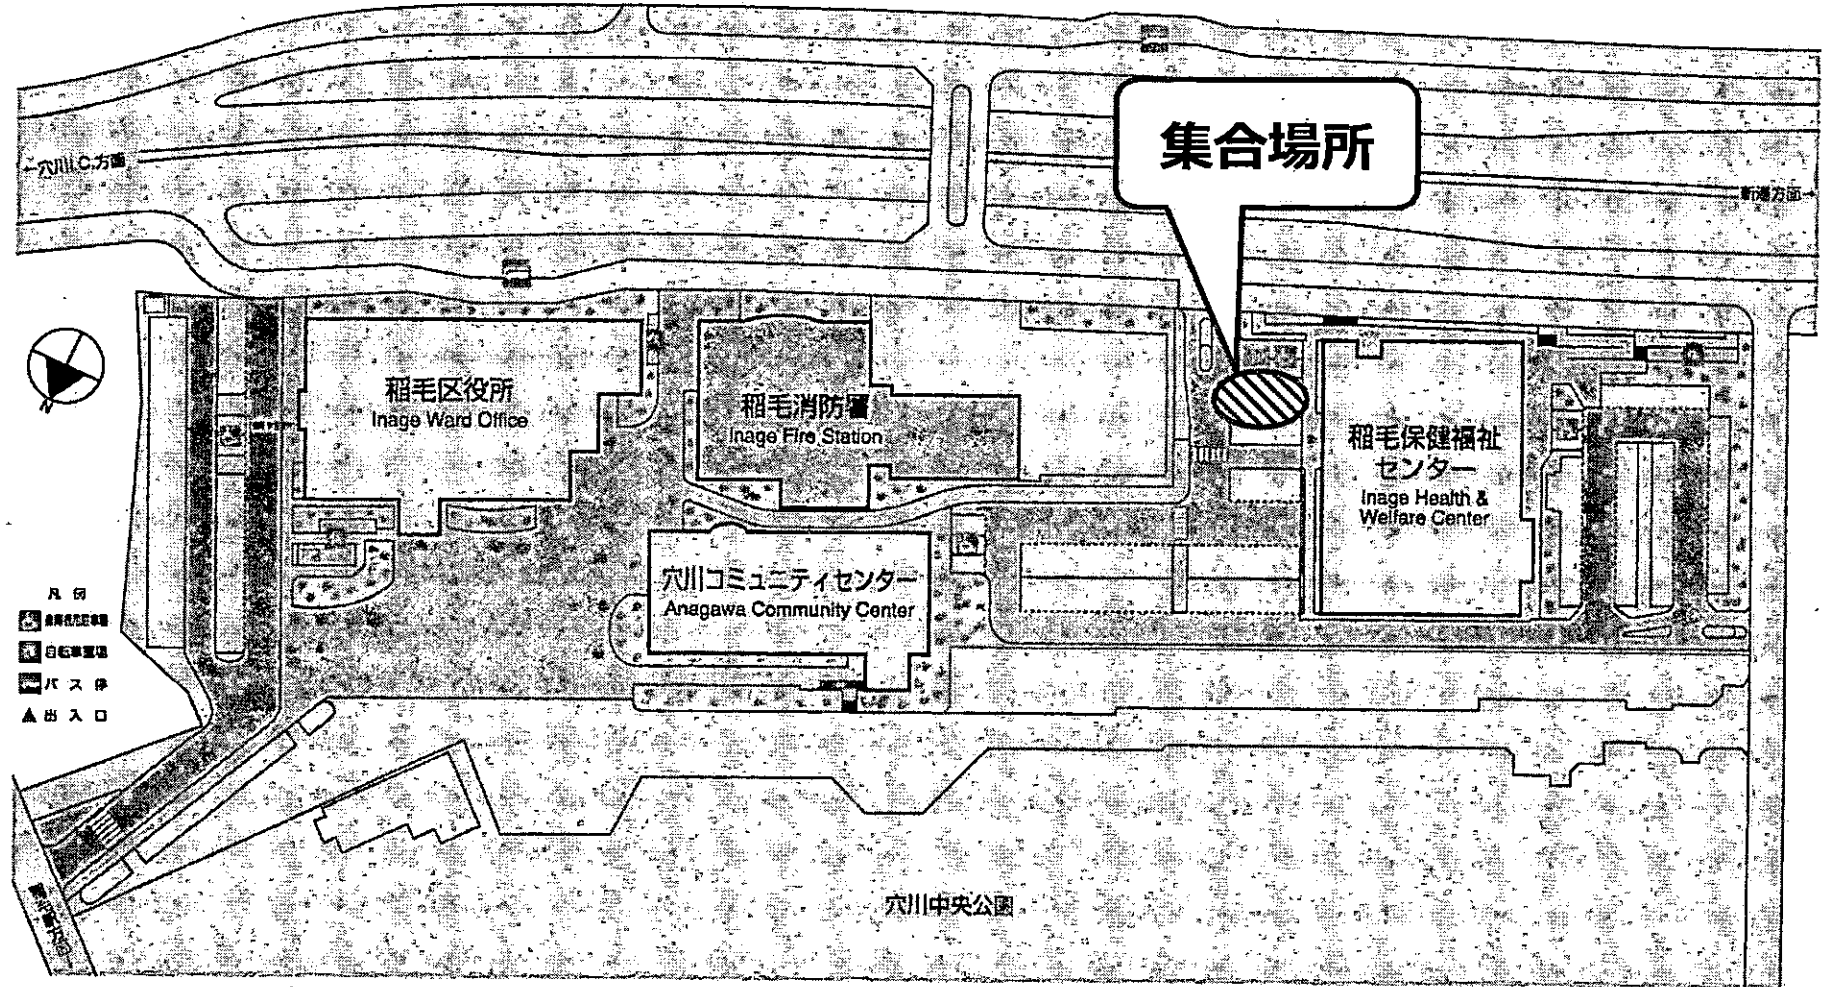 集合場所
←穴川I.C.方面
新港方面→
N
稲毛区役所
Inage Ward Office
稲毛消防署
Inage Fire Station
稲毛保健福祉
センター
Inage Health &
Welfare Center
穴川コミュニティセンター
Anagawa Community Center
凡例
自転車置場
バス停
出入口
穴川中央公園